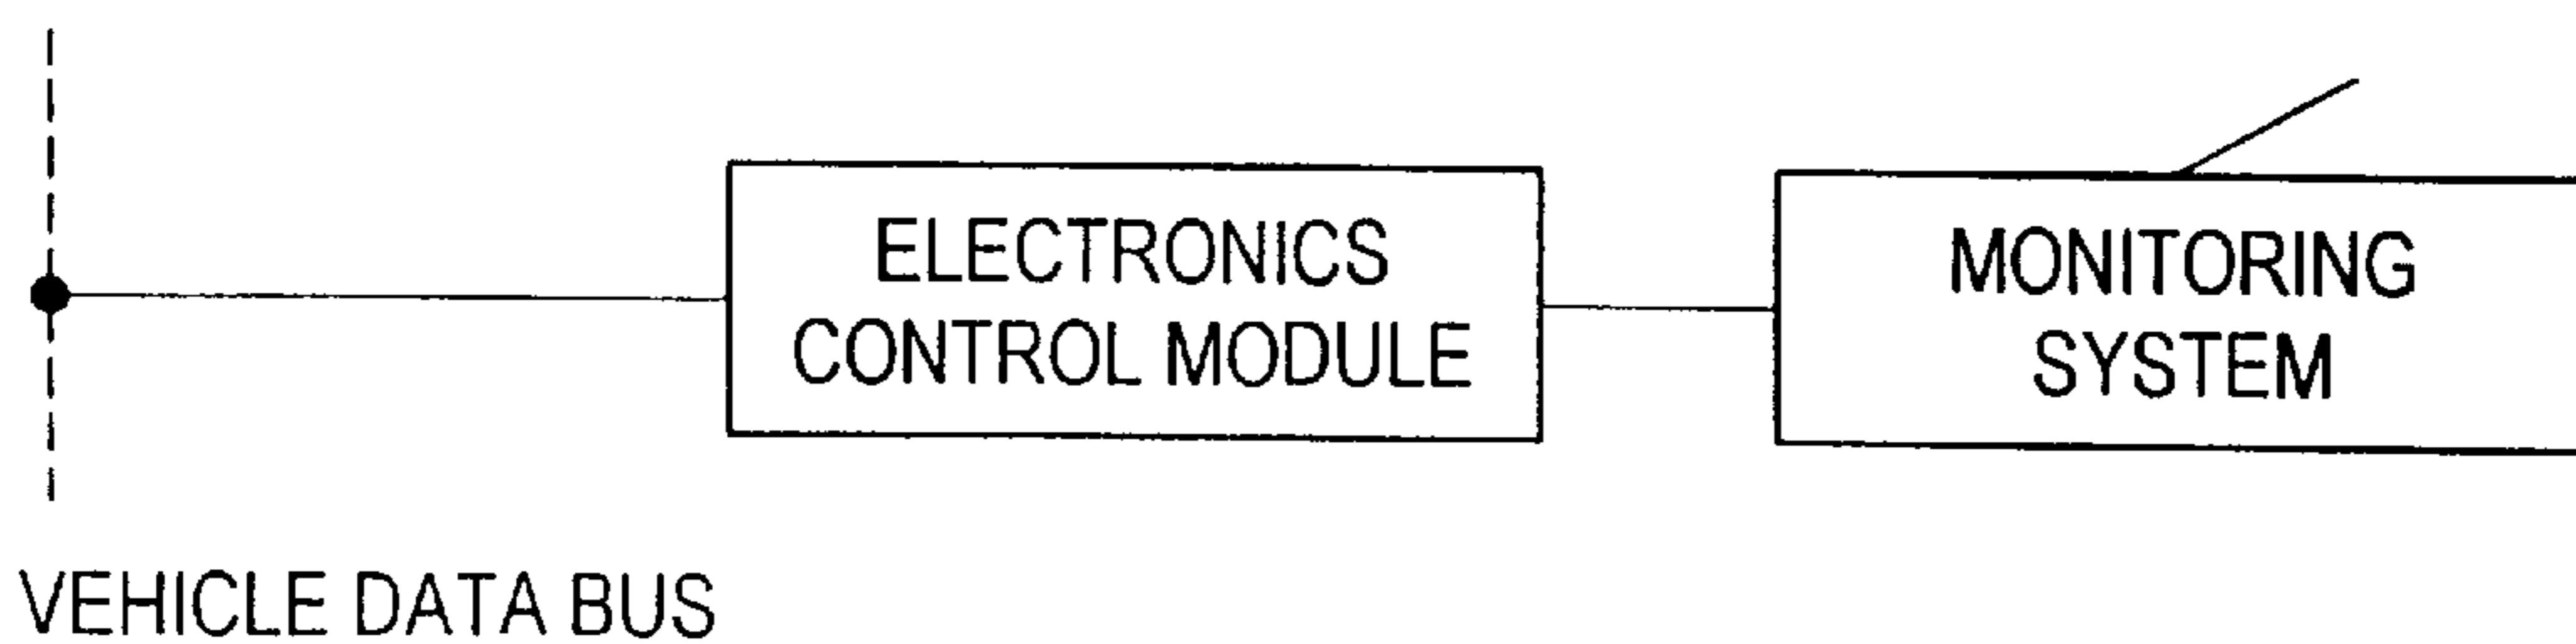 ELECTRONICS
CONTROL MODULE
MONITORING
SYSTEM
VEHICLE DATA BUS